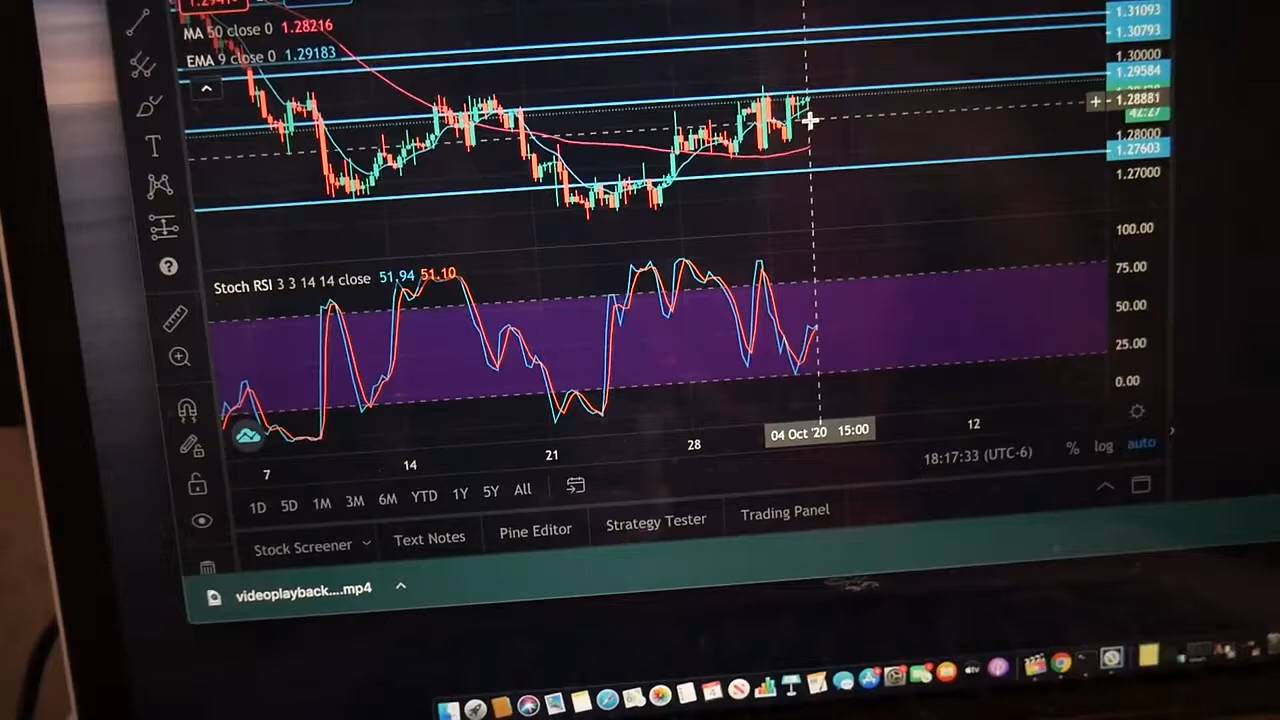 1.31093
MA 50 close 0 1.28216
1.30793
EMA 9 close 0 1.29183
1.30000
1.29584
1.28881
42:27
1.28000
1.27603
1.27000
100.00
Stoch RSI 3 3 14 14 close 51.94 51.10
75.00
50.00
25.00
0.00
04 Oct '20 15:00
7 14 21 28 12
18:17:33 (UTC-6) % log auto
1D 5D 1M 3M 6M YTD 1Y 5Y All
Stock Screener Text Notes Pine Editor Strategy Tester Trading Panel
videoplayback....mp4